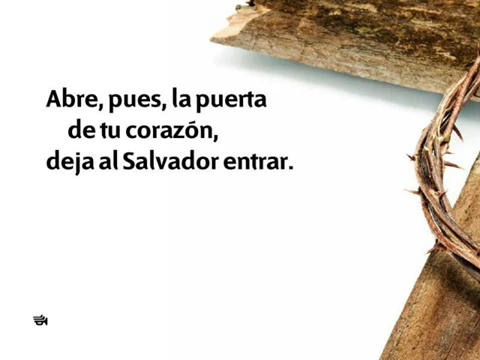 Abre, pues, la puerta
de tu corazón,
deja al Salvador entrar.